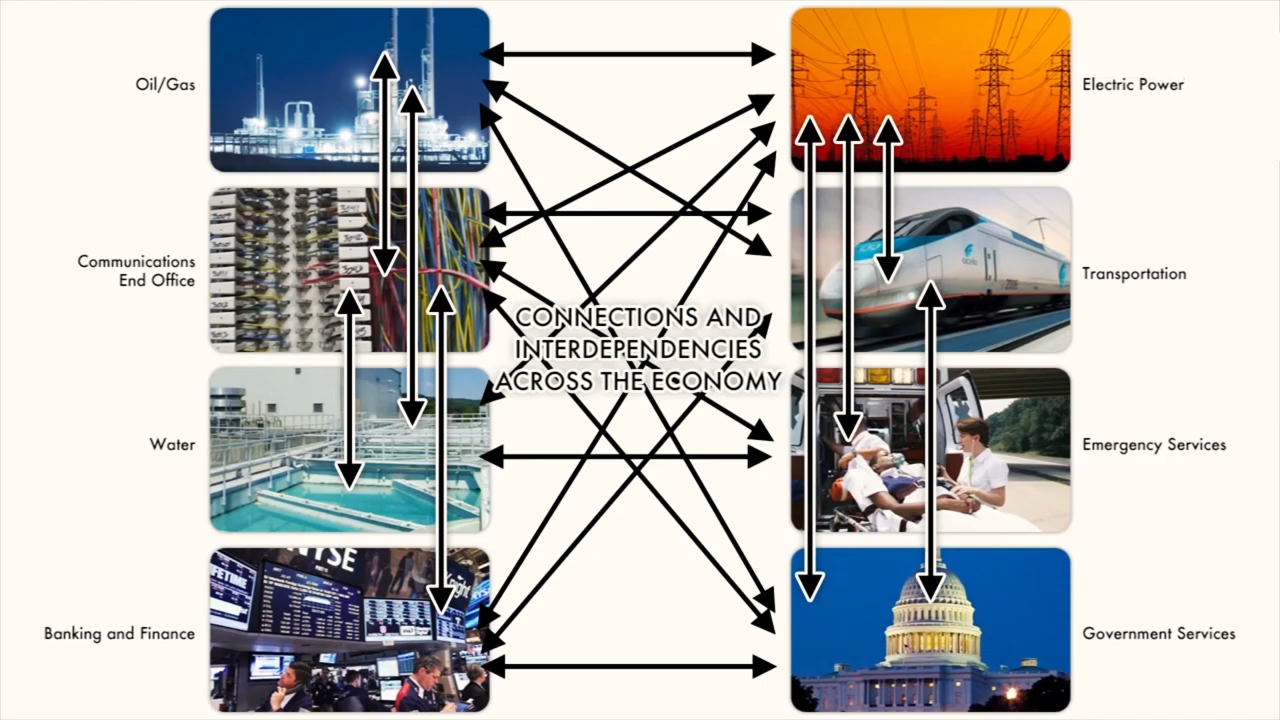 Oil/Gas
Electric Power
Communications
End Office
Transportation
CONNECTIONS AND
INTERDEPENDENCIES
ACROSS THE ECONOMY
Water
Emergency Services
NYSE
Banking and Finance
Government Services